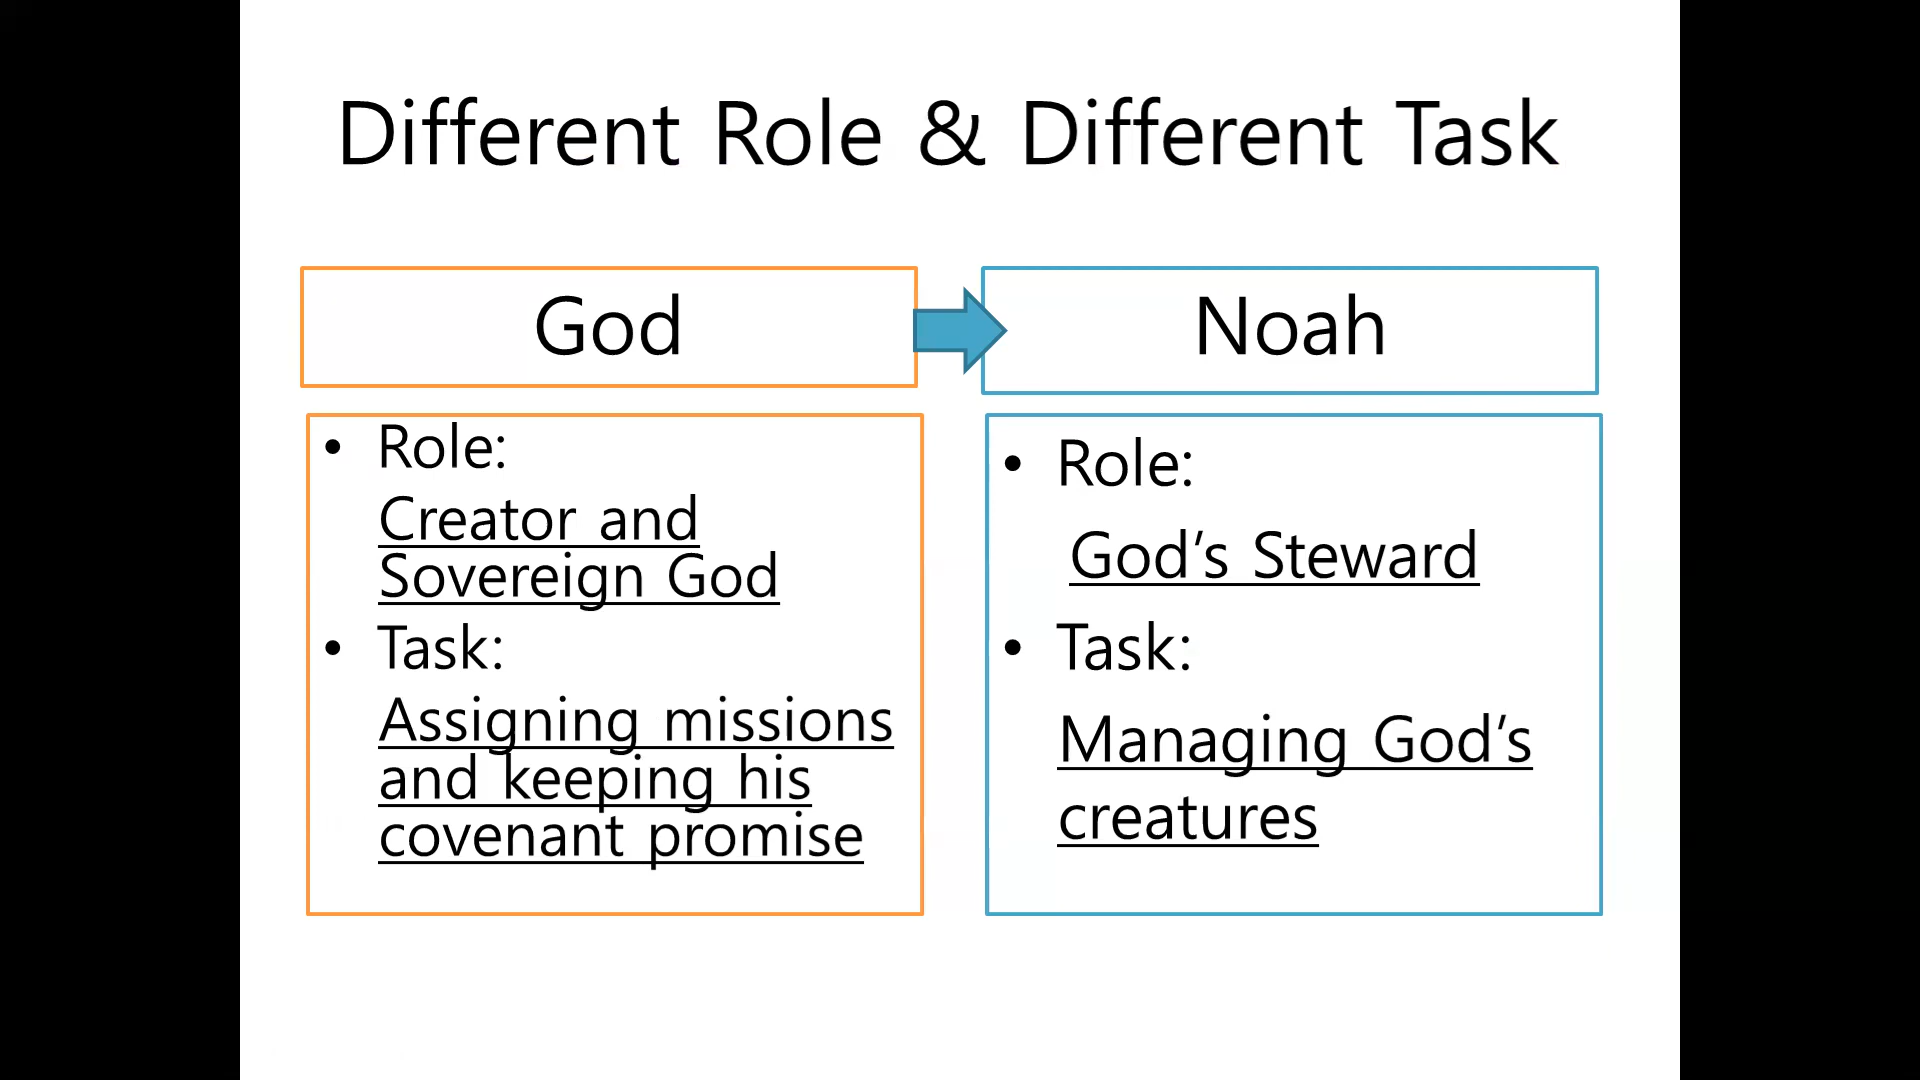 Different Role & Different Task
God
Noah
• Role:
Creator and
Sovereign God
• Task:
Assigning missions
and keeping his
covenant promise
• Role:
God’s Steward
• Task:
Managing God’s
creatures